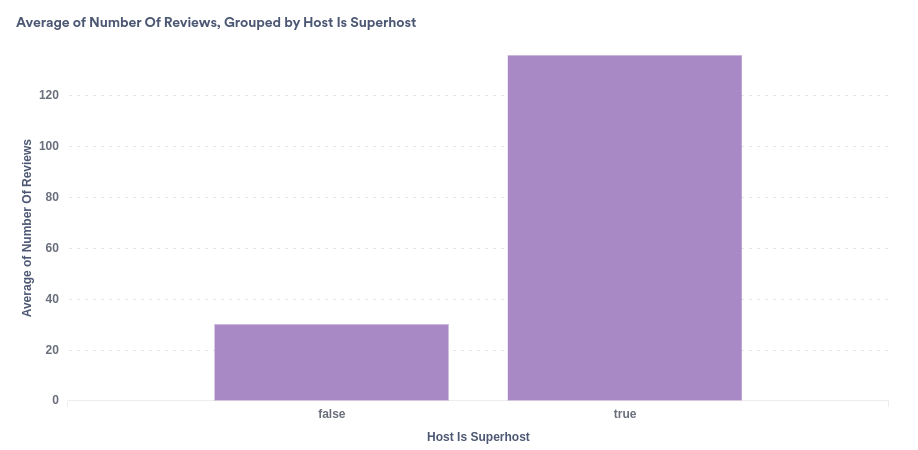 Average of Number Of Reviews, Grouped by Host Is Superhost
Average of Number Of Reviews
120
100
80
60
40
20
0
false
true
Host Is Superhost